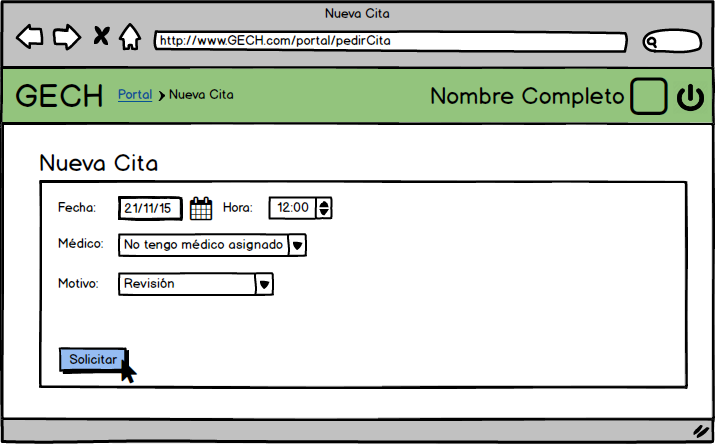 Nueva Cita
http://www.GECH.com/portal/pedirCita
GECH Portal Nueva Cita Nombre Completo
Nueva Cita
Fecha: 21/11/15 Hora: 12:00
Médico: No tengo médico asignado
Motivo: Revisión
Solicitar